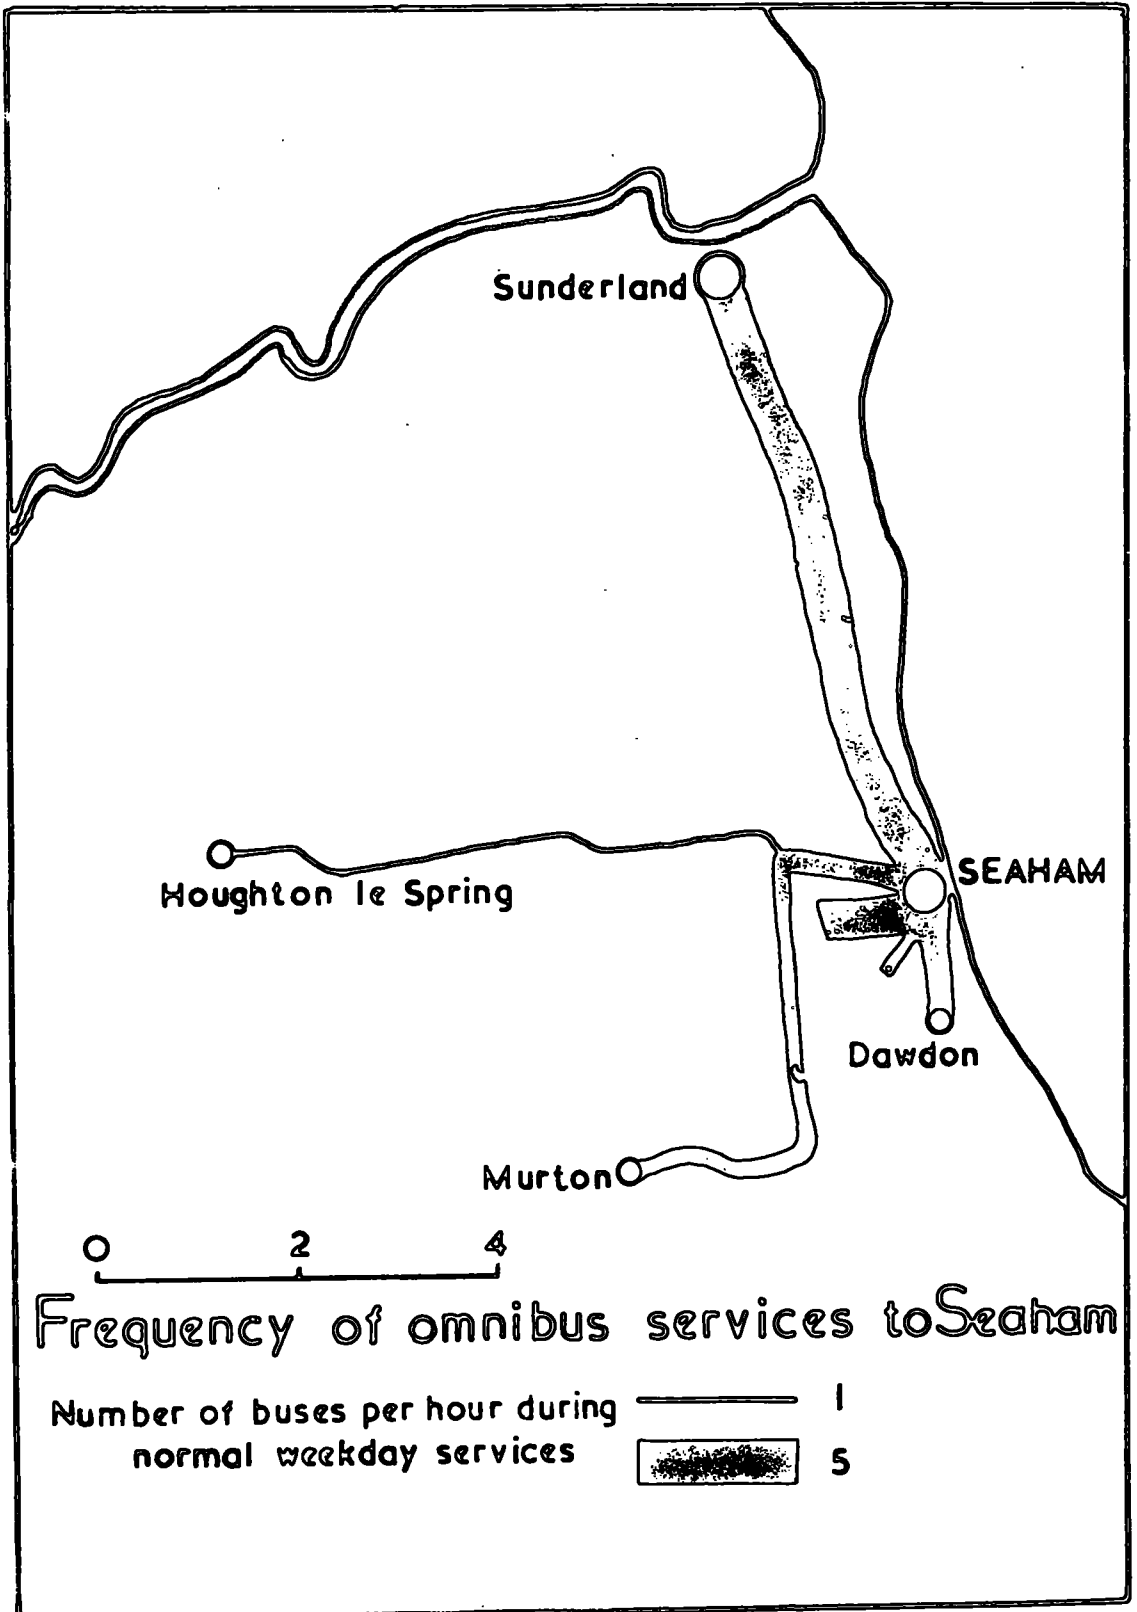 Sunderland
SEAHAM
Houghton le Spring
Dawdon
Murton
0 2 4
Frequency of omnibus services to Seaham
Number of buses per hour during
normal weekday services
1
5